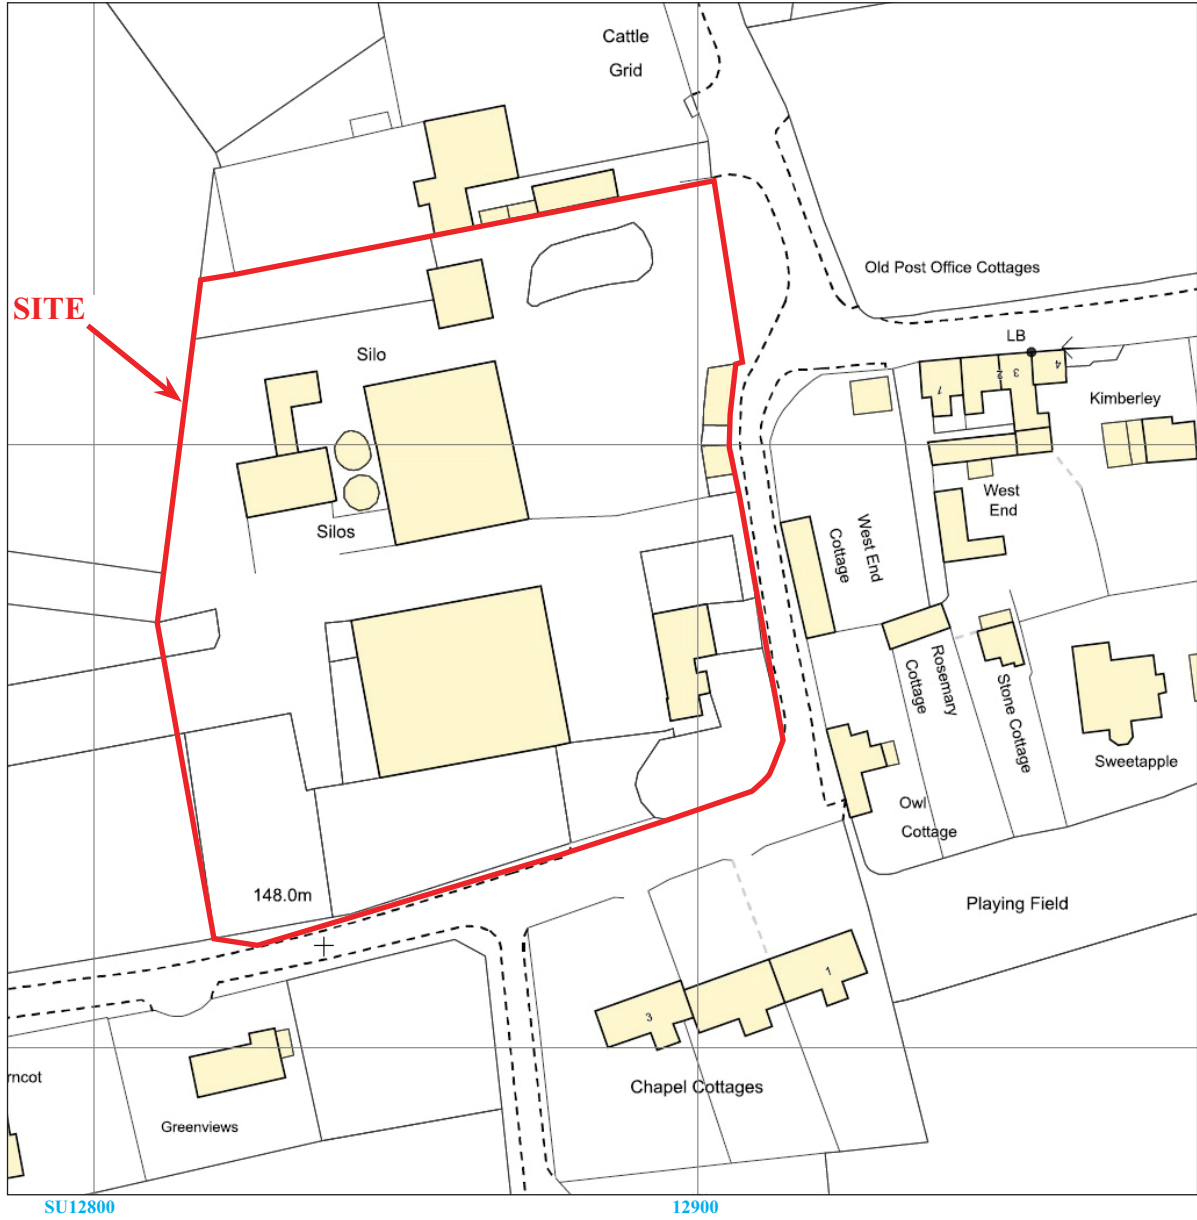 Cattle
Grid
Old Post Office Cottages
SITE
LB
Silo
1
2
3
4
Kimberley
West
End
Silos
West End
Cottage
Rosemary
Cottage
Stone Cottage
Sweetapple
Owl
Cottage
148.0m
Playing Field
1
3
rncot
Chapel Cottages
Greenviews
SU12800
12900